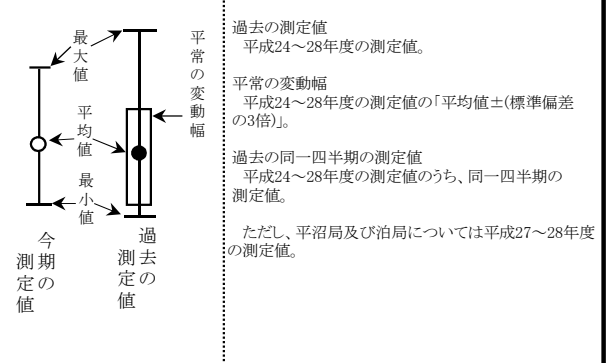 最大値
平均値
最小値
平常の変動幅
今期の
測定値
過去の
測定値
過去の測定値
平成24～28年度の測定値。
平常の変動幅
平成24～28年度の測定値の「平均値±(標準偏差
の3倍)」。
過去の同一四半期の測定値
平成24～28年度の測定値のうち、同一四半期の
測定値。
ただし、平沼局及び泊局については平成27～28年度
の測定値。